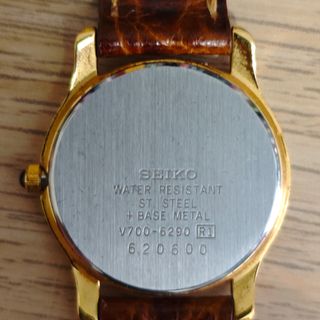 SEIKO
WATER RESISTANT
ST. STEEL
+ BASE METAL
V700-6290 R1
620600